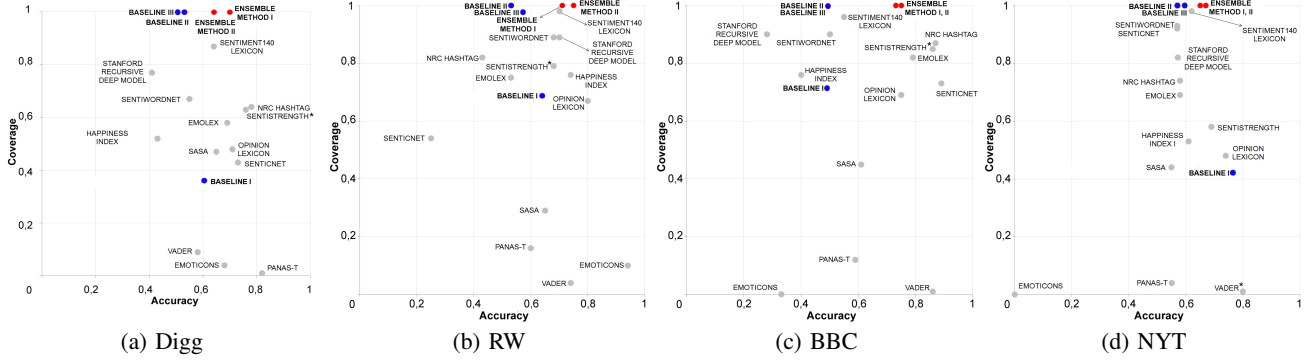 BASELINE III
BASELINE II
ENSEMBLE
METHOD I
ENSEMBLE
METHOD II
SENTIMENT140
LEXICON
STANFORD
RECURSIVE
DEEP MODEL
SENTIWORDNET
NRC HASHTAG
SENTISTRENGTH *
EMOLEX
HAPPINESS
INDEX
SASA
OPINION
LEXICON
SENTICNET
BASELINE I
VADER
EMOTICONS
PANAS-T
1
0,8
0,6
0,4
0,2
0
0,2
0,4
0,6
0,8
1
Coverage
Accuracy
(a) Digg
BASELINE II
BASELINE III
ENSEMBLE
METHOD I
ENSEMBLE
METHOD II
SENTIMENT140
LEXICON
SENTIWORDNET
STANFORD
RECURSIVE
DEEP MODEL
NRC HASHTAG
SENTISTRENGTH *
EMOLEX
HAPPINESS
INDEX
BASELINE I
OPINION
LEXICON
SENTICNET
SASA
PANAS-T
EMOTICONS
VADER
1
0,8
0,6
0,4
0,2
0
0,2
0,4
0,6
0,8
1
Coverage
Accuracy
(b) RW
BASELINE II
BASELINE III
ENSEMBLE
METHOD I, II
SENTIMENT140
LEXICON
STANFORD
RECURSIVE
DEEP MODEL
SENTIWORDNET
NRC HASHTAG
SENTISTRENGTH *
EMOLEX
HAPPINESS
INDEX
BASELINE I
OPINION
LEXICON
SENTICNET
SASA
PANAS-T
EMOTICONS
VADER
1
0,8
0,6
0,4
0,2
0
0,2
0,4
0,6
0,8
1
Coverage
Accuracy
(c) BBC
BASELINE II
BASELINE III
ENSEMBLE
METHOD I, II
SENTIWORDNET
SENTICNET
SENTIMENT140
LEXICON
STANFORD
RECURSIVE
DEEP MODEL
NRC HASHTAG
EMOLEX
SENTISTRENGTH
HAPPINESS
INDEX I
OPINION
LEXICON
SASA
BASELINE I
PANAS-T
VADER *
EMOTICONS
1
0,8
0,6
0,4
0,2
0
0,2
0,4
0,6
0,8
1
Coverage
Accuracy
(d) NYT